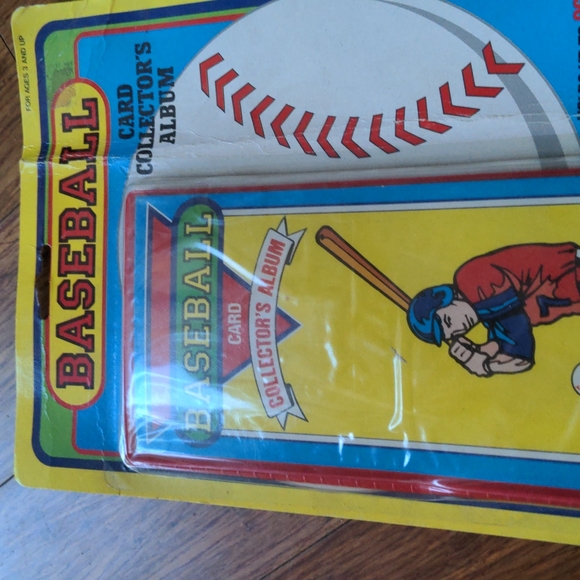 FOR AGES 3 AND UP
BASEBALL
CARD
COLLECTOR'S
ALBUM
BASEBALL
CARD
COLLECTOR'S ALBUM